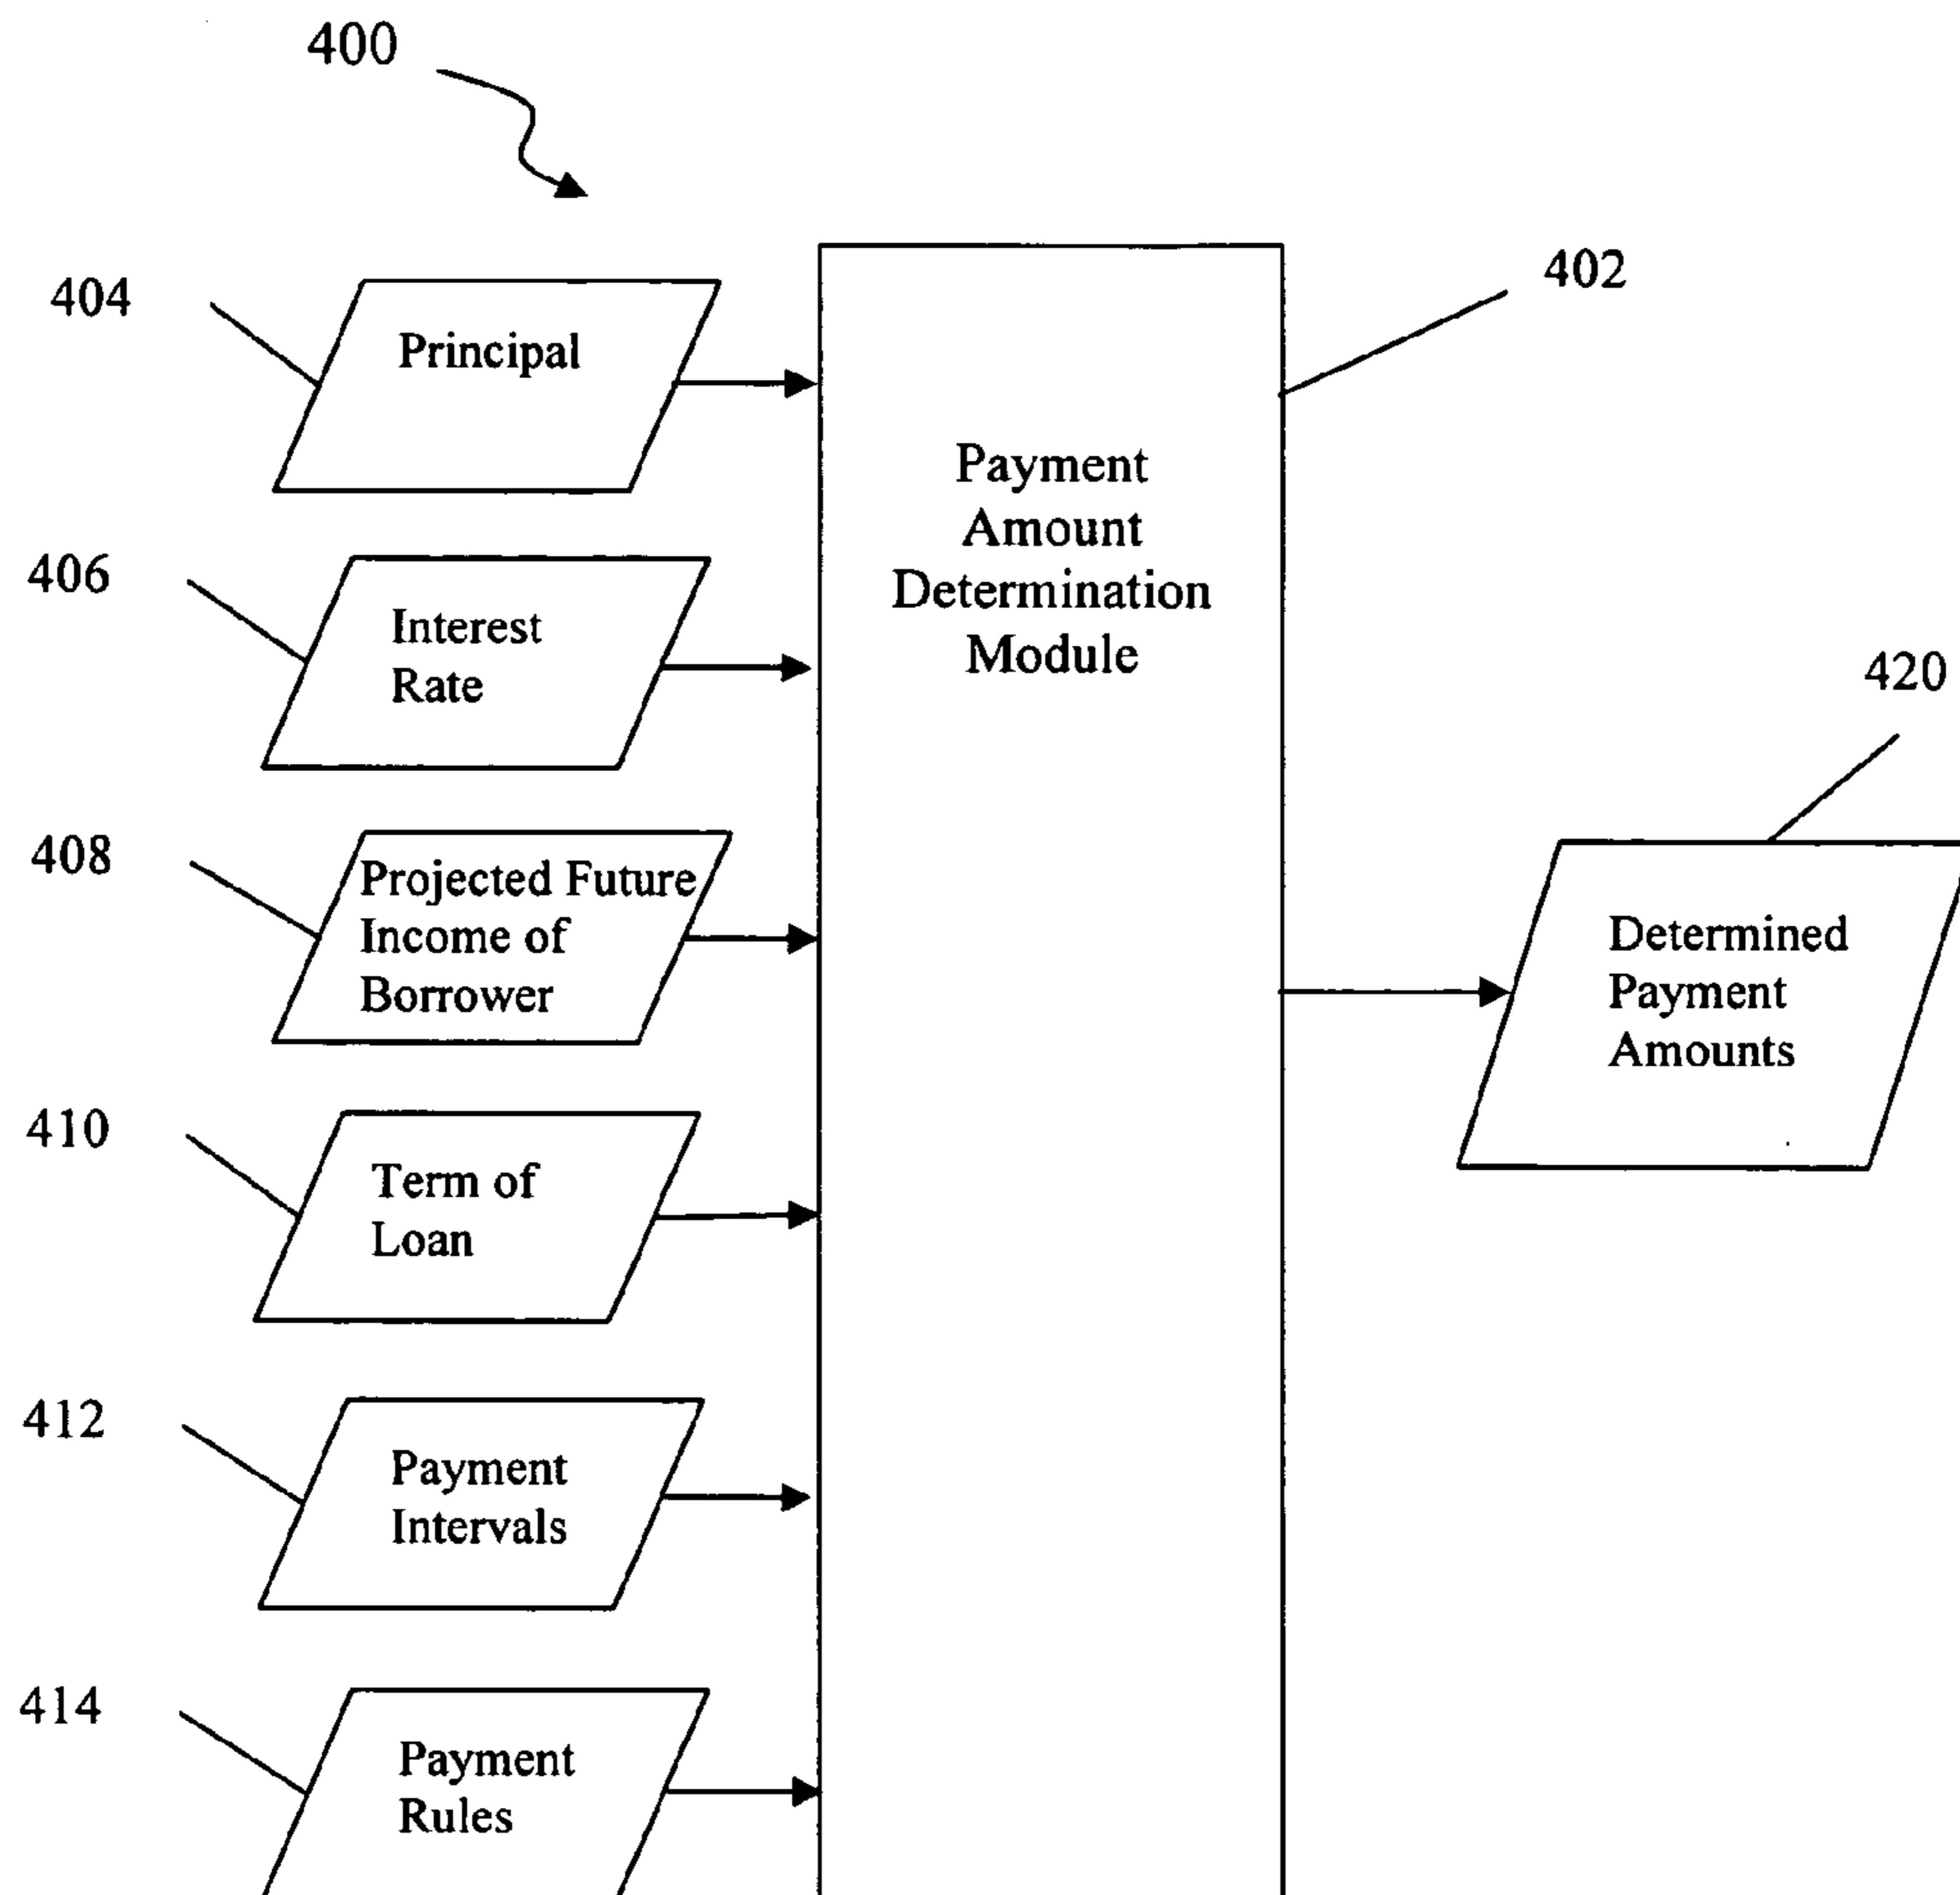 400
404
Principal
402
Payment
Amount
Determination
Module
406
Interest
Rate
420
408
Projected Future
Income of
Borrower
Determined
Payment
Amounts
410
Term of
Loan
412
Payment
Intervals
414
Payment
Rules